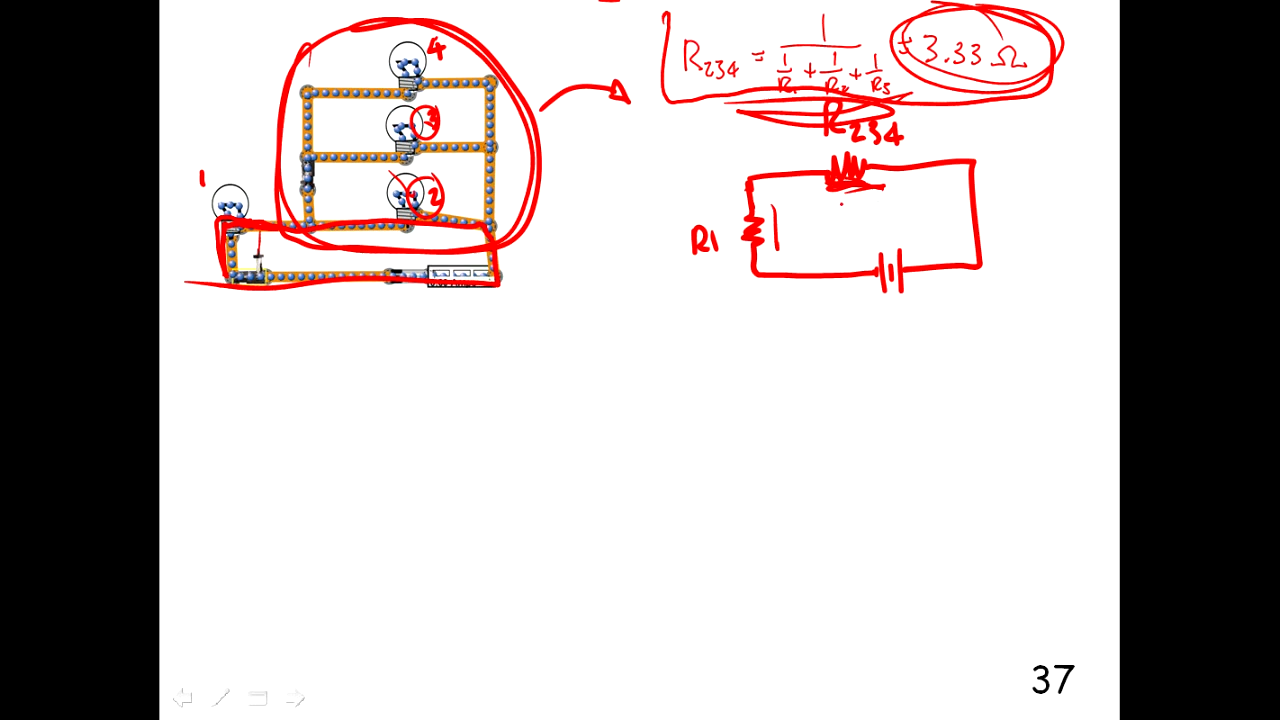 R234 = 1 / (1/R1 + 1/R2 + 1/R3) = 3.33 Ω
R234
4
3
2
1
R1
37